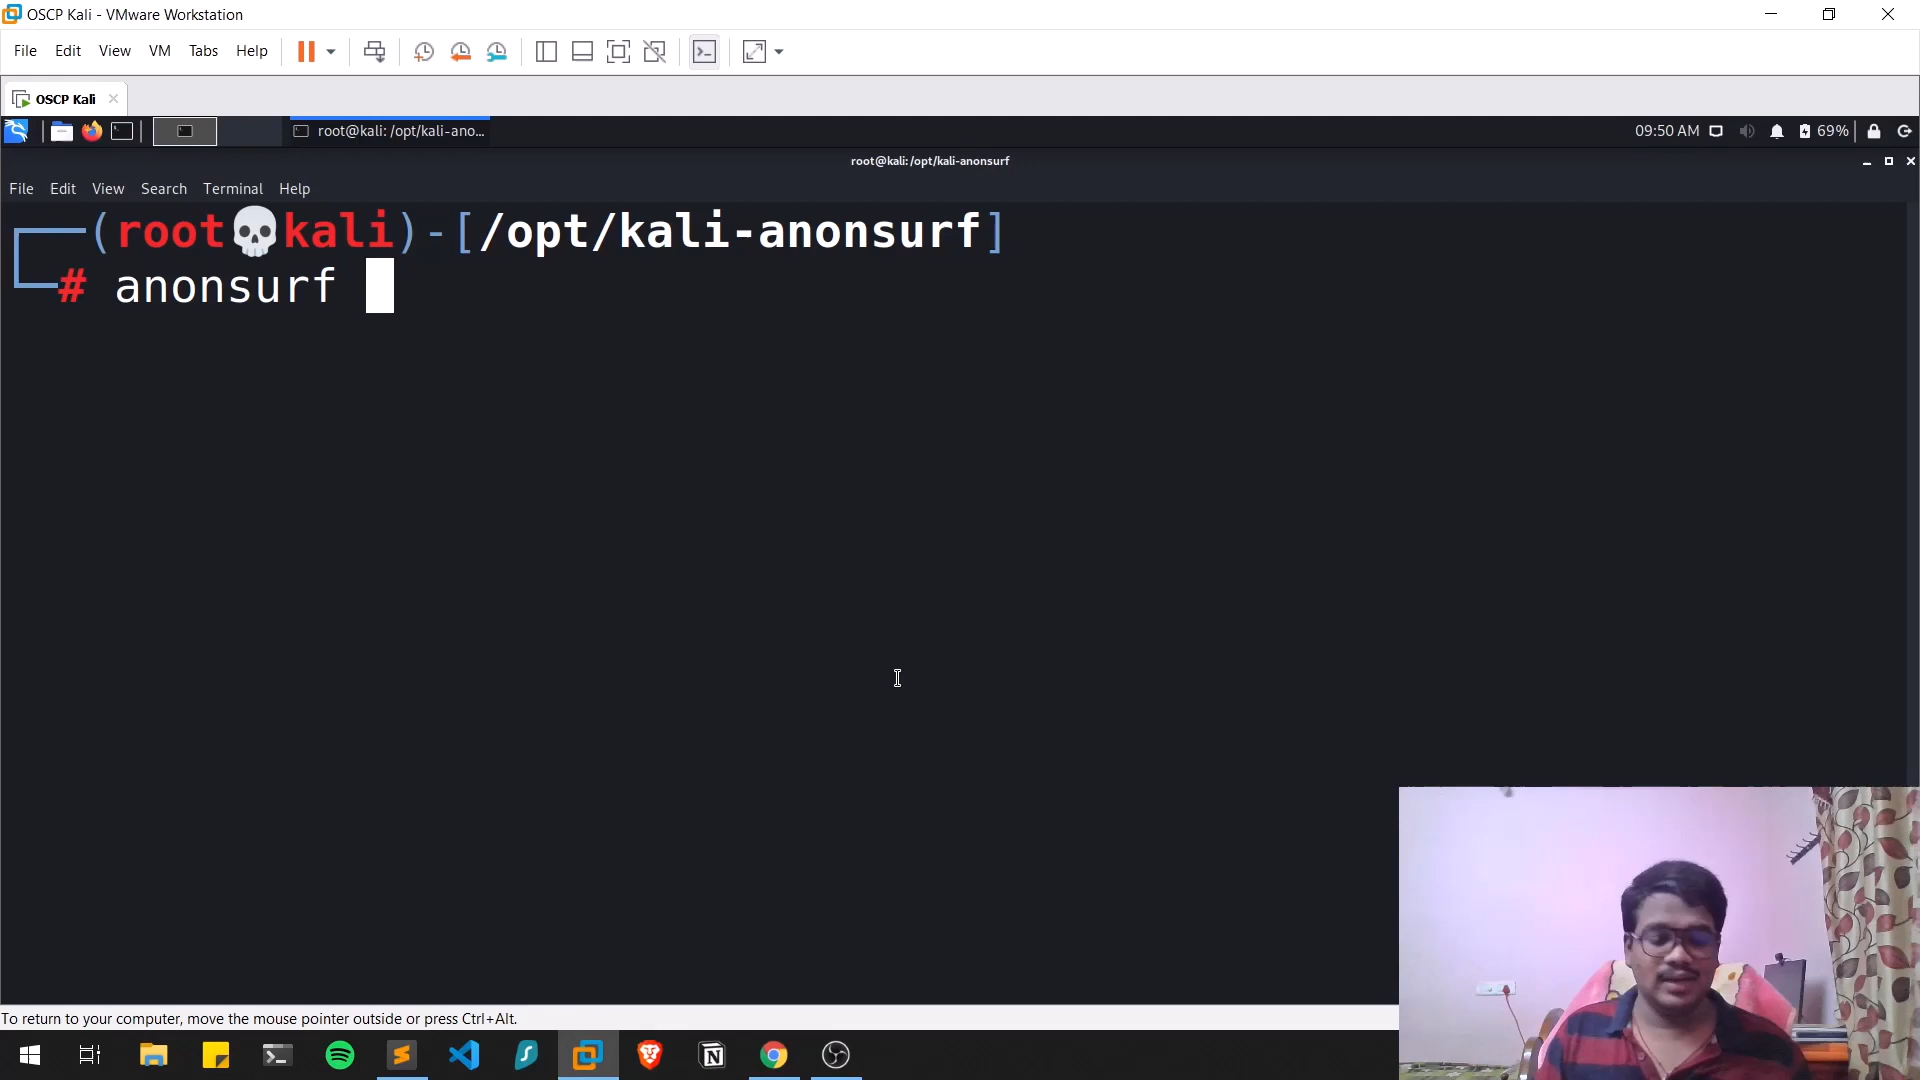 OSCP Kali - VMware Workstation
File Edit View VM Tabs Help
OSCP Kali
root@kali: /opt/kali-ano...
09:50 AM
69%
root@kali:/opt/kali-anonsurf
File Edit View Search Terminal Help
(root💀kali)-[/opt/kali-anonsurf]
# anonsurf
To return to your computer, move the mouse pointer outside or press Ctrl+Alt.